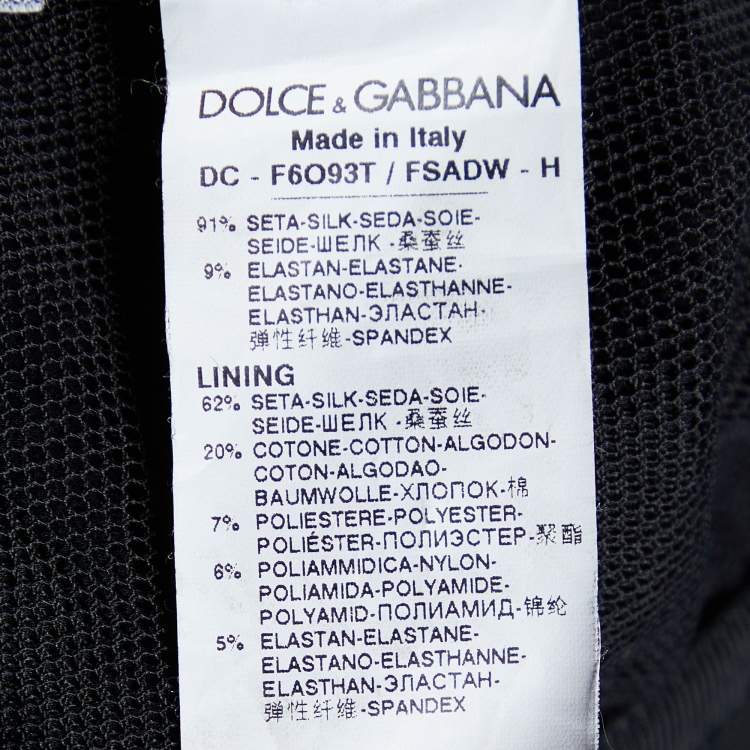 DOLCE & GABBANA
Made in Italy
DC - F6O93T / FSADW - H
91% SETA-SILK-SEDA-SOIE-
SEIDE-ШЕЛК -桑蚕丝
9% ELASTAN-ELASTANE-
ELASTANO-ELASTHANNE-
ELASTHAN-ЭЛАСТАН-
弹性纤维-SPANDEX
LINING
62% SETA-SILK-SEDA-SOIE-
SEIDE-ШЕЛК -桑蚕丝
20% COTONE-COTTON-ALGODON-
COTON-ALGODAO-
BAUMWOLLE-ХЛОПОК-棉
7% POLIESTERE-POLYESTER-
POLIÉSTER-ПОЛИЭСТЕР-聚酯
6% POLIAMMIDICA-NYLON-
POLIAMIDA-POLYAMIDE-
POLYAMID-ПОЛИАМИД-锦纶
5% ELASTAN-ELASTANE-
ELASTANO-ELASTHANNE-
ELASTHAN-ЭЛАСТАН-
弹性纤维-SPANDEX